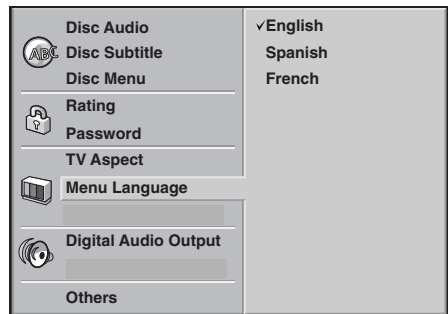 Disc Audio
Disc Subtitle
Disc Menu
Rating
Password
TV Aspect
Menu Language
Digital Audio Output
Others
✓English
Spanish
French
ABC